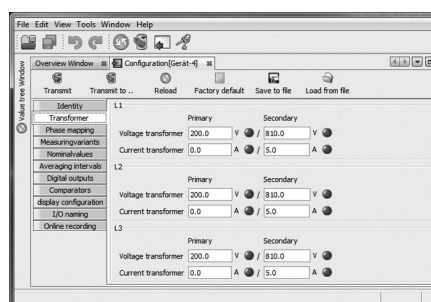 File Edit View Tools Window Help
Value tree Window
Overview Window
Configuration[Gerät-4]
Transmit Transmit to .. Reload Factory default Save to file Load from file
Identity
Transformer
Phase mapping
Measuringvariants
Nominalvalues
Averaging intervals
Digital outputs
Comparators
display configuration
I/O naming
Online recording
L1
Primary Secondary
Voltage transformer 200.0 V / 810.0 V
Current transformer 0.0 A / 5.0 A
L2
Primary Secondary
Voltage transformer 200.0 V / 810.0 V
Current transformer 0.0 A / 5.0 A
L3
Primary Secondary
Voltage transformer 200.0 V / 810.0 V
Current transformer 0.0 A / 5.0 A